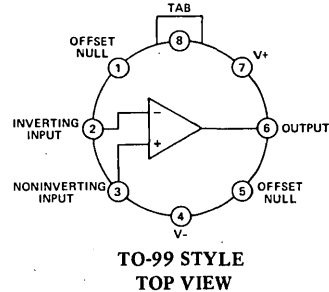 TAB
8
OFFSET
NULL
1
V+
7
INVERTING
INPUT
2
−
6
OUTPUT
+
NONINVERTING
INPUT
3
5
OFFSET
NULL
4
V-
TO-99 STYLE
TOP VIEW